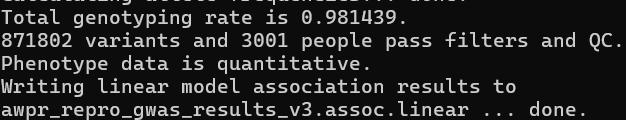 Total genotyping rate is 0.981439.
871802 variants and 3001 people pass filters and QC.
Phenotype data is quantitative.
Writing linear model association results to
awpr_repro_gwas_results_v3.assoc.linear ... done.